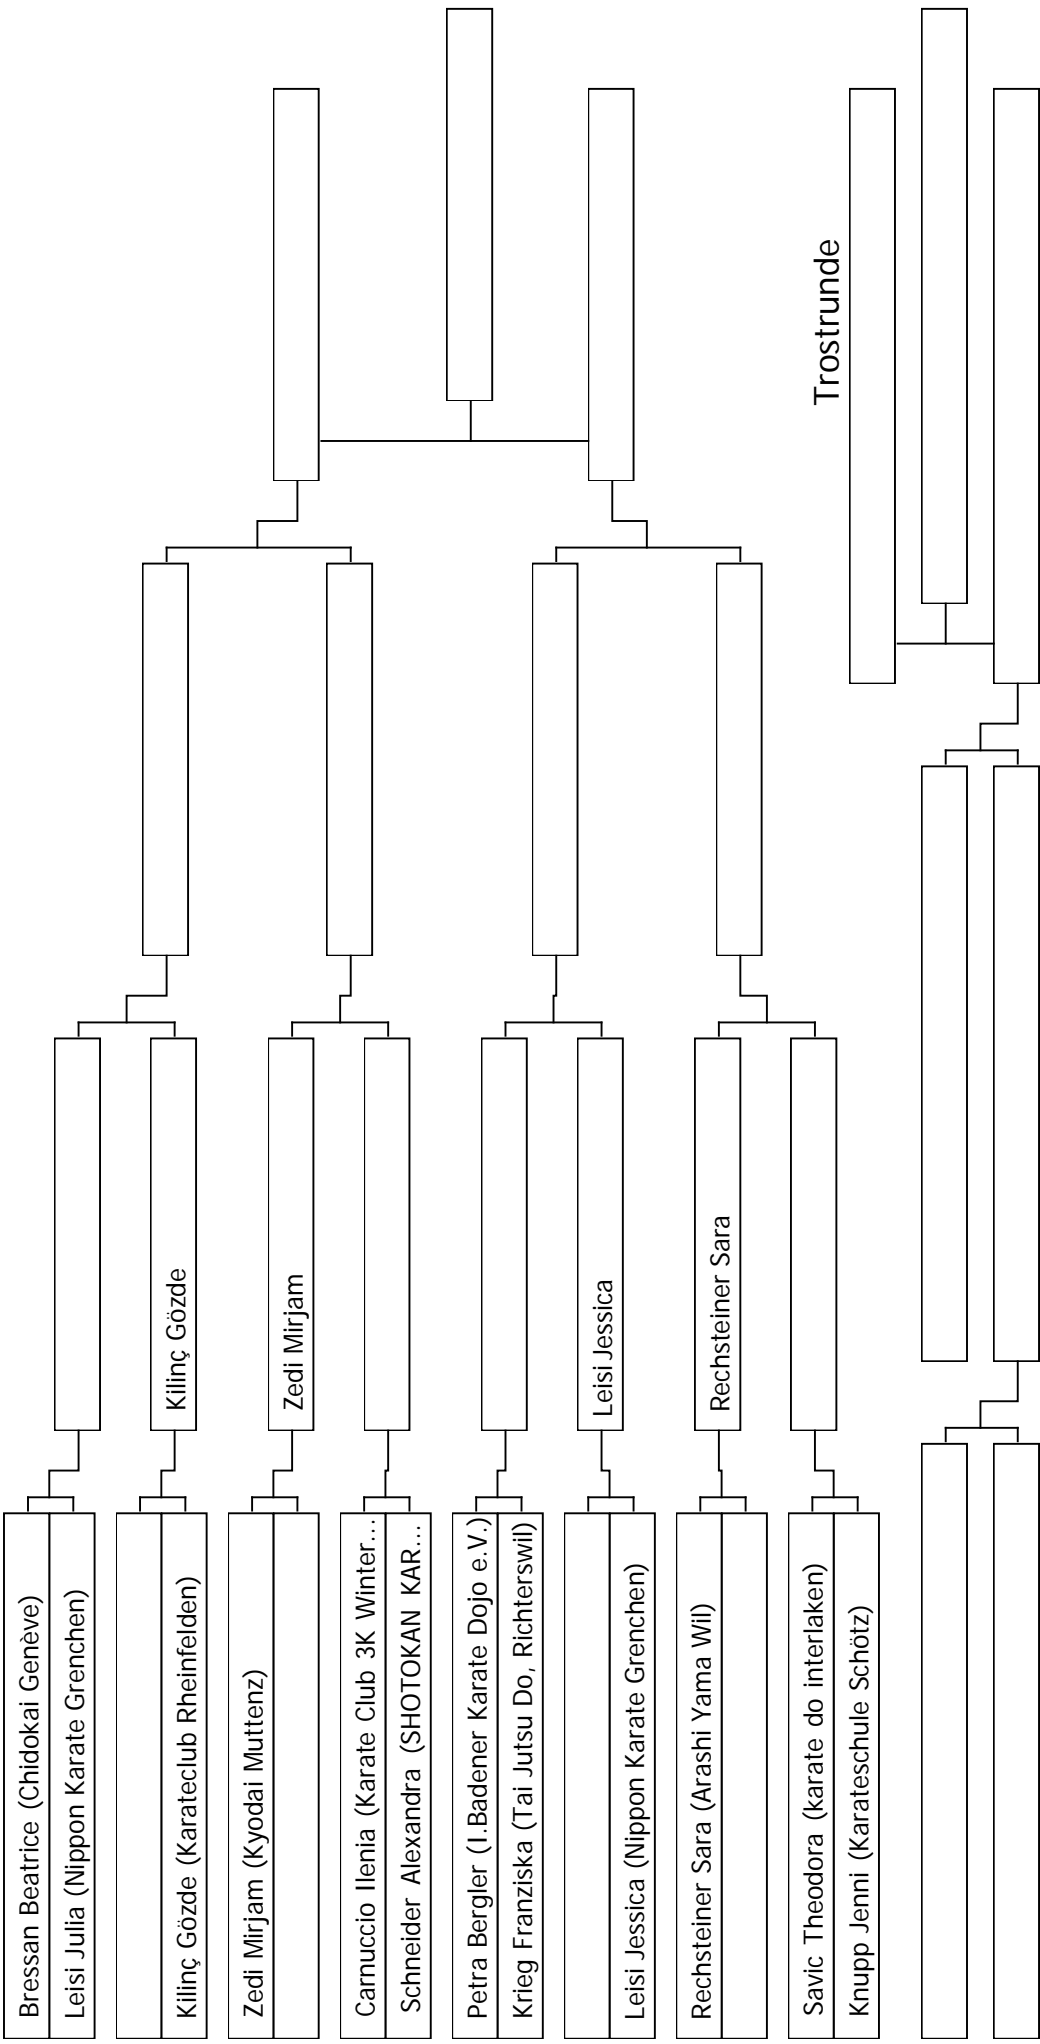 Bressan Beatrice (Chidokai Genève)
Leisi Julia (Nippon Karate Grenchen)
Kilinç Gözde (Karateclub Rheinfelden)
Zedi Mirjam (Kyodai Muttenz)
Carnuccio Ilenia (Karate Club 3K Winter...
Schneider Alexandra (SHOTOKAN KAR...
Petra Bergler (I.Badener Karate Dojo e.V.)
Krieg Franziska (Tai Jutsu Do, Richterswil)
Leisi Jessica (Nippon Karate Grenchen)
Rechsteiner Sara (Arashi Yama Wil)
Savic Theodora (karate do interlaken)
Knupp Jenni (Karateschule Schötz)
Kilinç Gözde
Zedi Mirjam
Leisi Jessica
Rechsteiner Sara
Trostrunde